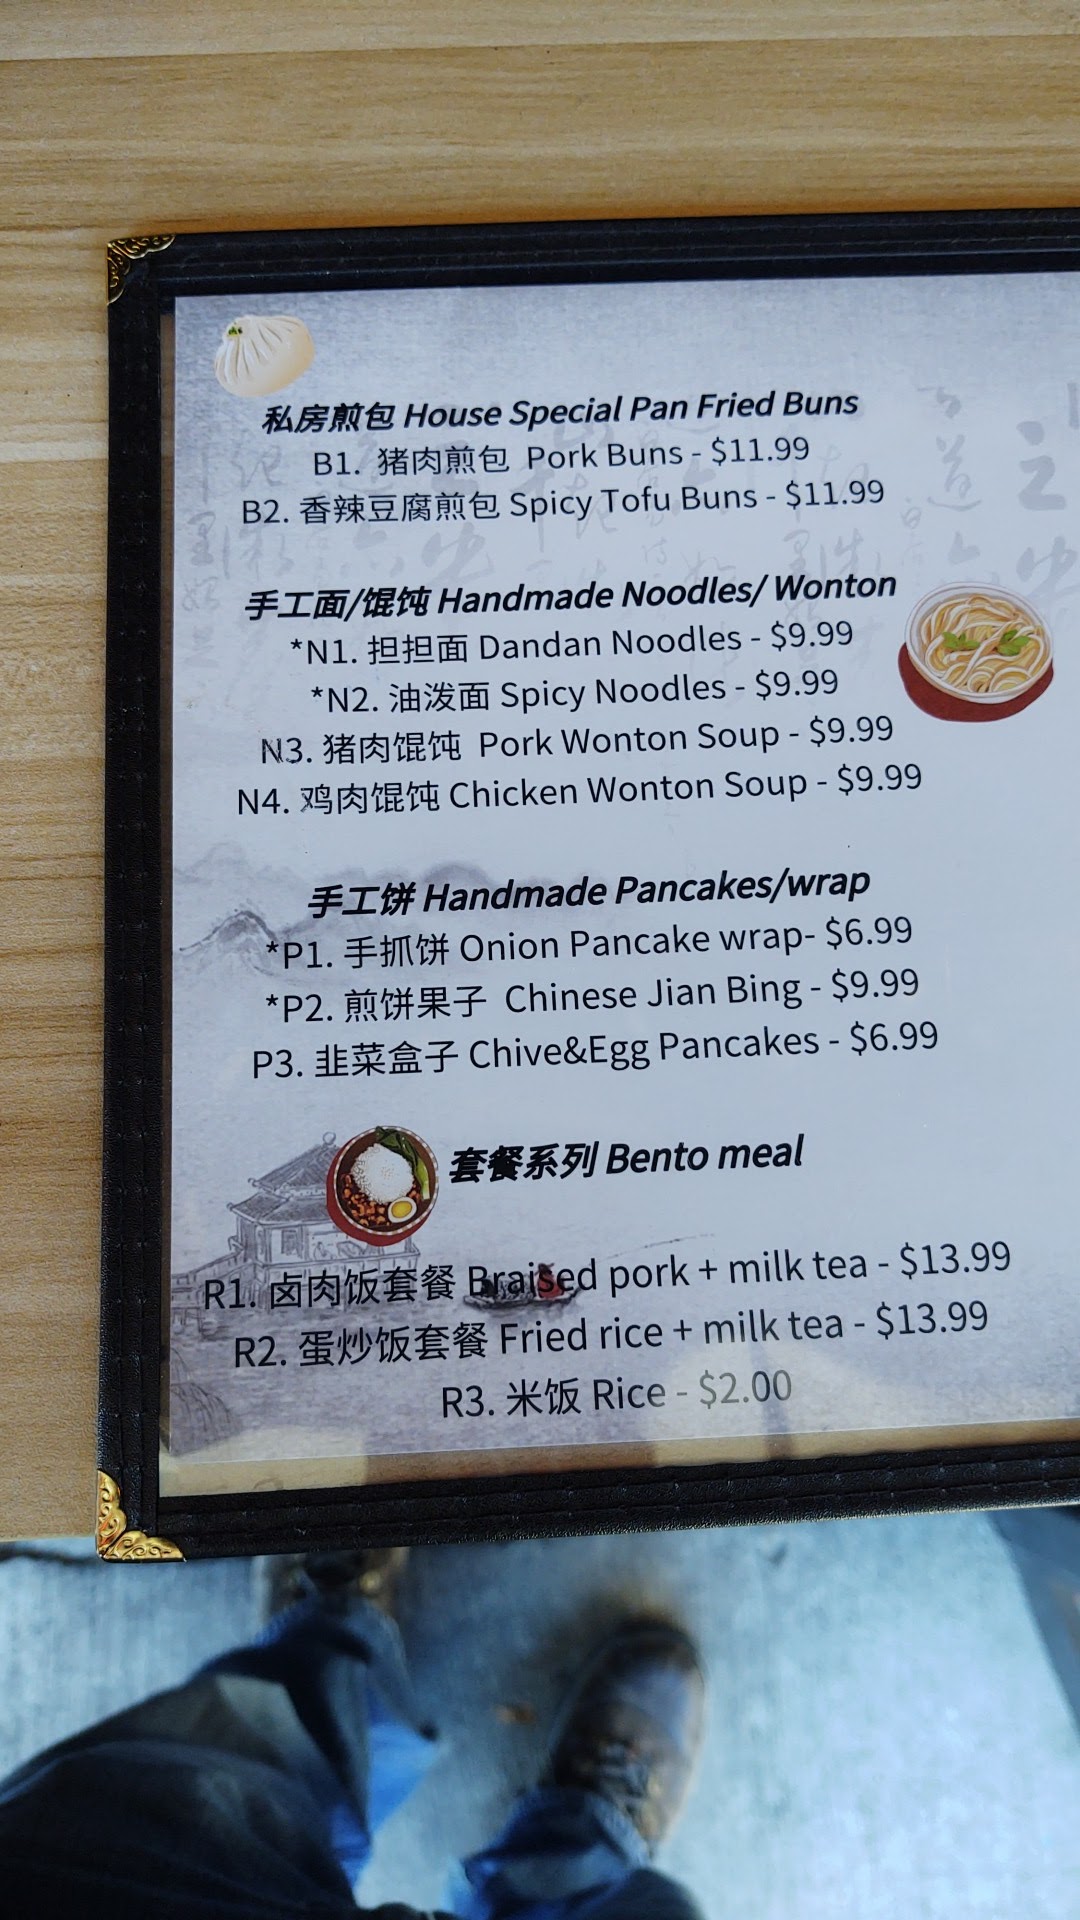 私房煎包 House Special Pan Fried Buns
B1. 猪肉煎包 Pork Buns - $11.99
B2. 香辣豆腐煎包 Spicy Tofu Buns - $11.99
手工面/馄饨 Handmade Noodles/ Wonton
*N1. 担担面 Dandan Noodles - $9.99
*N2. 油泼面 Spicy Noodles - $9.99
N3. 猪肉馄饨 Pork Wonton Soup - $9.99
N4. 鸡肉馄饨 Chicken Wonton Soup - $9.99
手工饼 Handmade Pancakes/wrap
*P1. 手抓饼 Onion Pancake wrap- $6.99
*P2. 煎饼果子 Chinese Jian Bing - $9.99
P3. 韭菜盒子 Chive&Egg Pancakes - $6.99
套餐系列 Bento meal
R1. 卤肉饭套餐 Braised pork + milk tea - $13.99
R2. 蛋炒饭套餐 Fried rice + milk tea - $13.99
R3. 米饭 Rice - $2.00